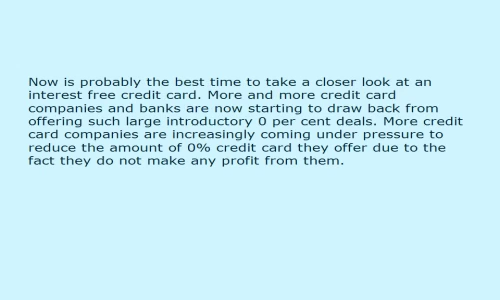 Now is probably the best time to take a closer look at an
interest free credit card. More and more credit card
companies and banks are now starting to draw back from
offering such large introductory 0 per cent deals. More credit
card companies are increasingly coming under pressure to
reduce the amount of 0% credit card they offer due to the
fact they do not make any profit from them.